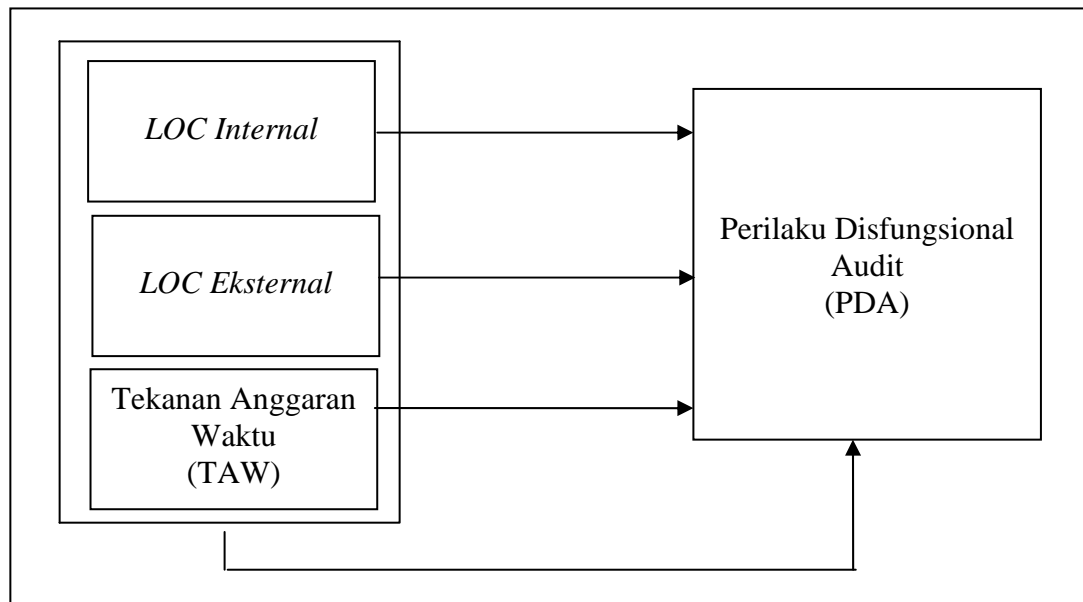 LOC Internal
LOC Eksternal
Tekanan Anggaran
Waktu
(TAW)
Perilaku Disfungsional
Audit
(PDA)